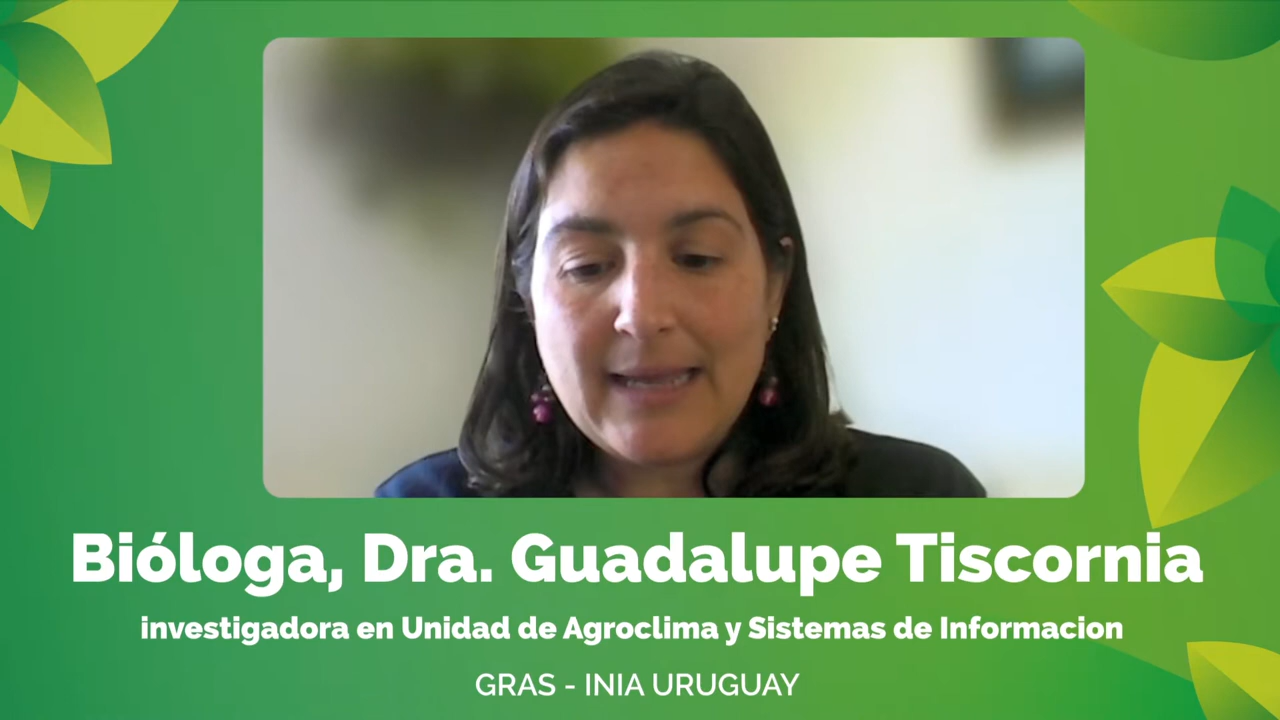 Bióloga, Dra. Guadalupe Tiscornia
investigadora en Unidad de Agroclima y Sistemas de Informacion
GRAS - INIA URUGUAY